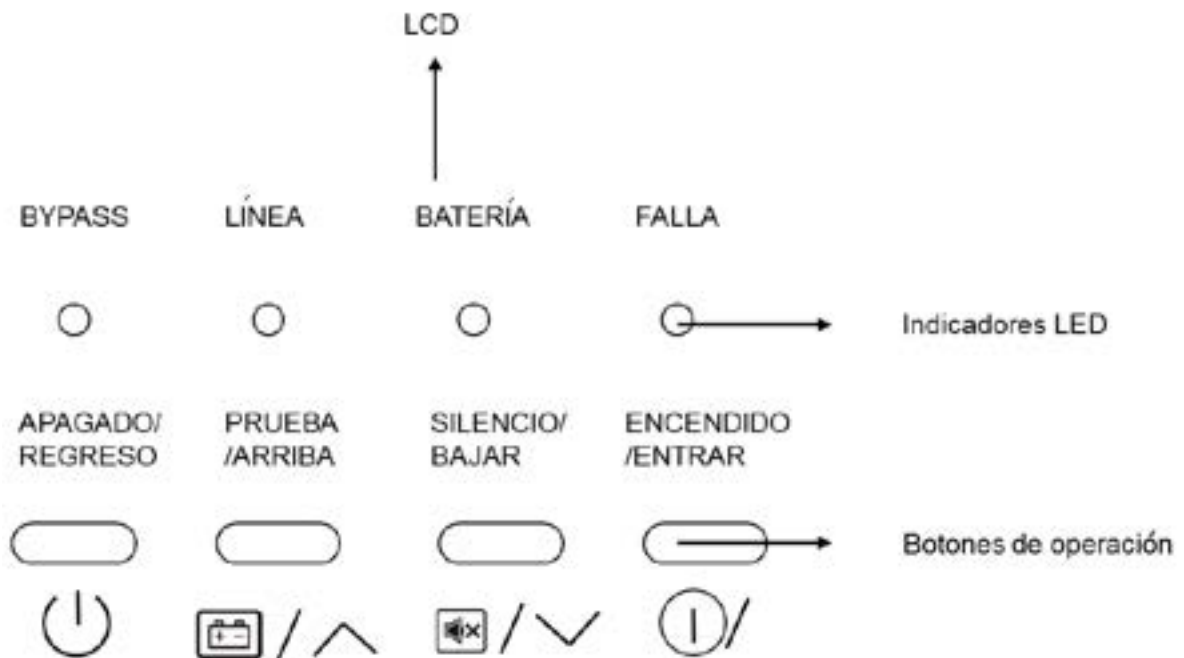 LCD
BYPASS LÍNEA BATERÍA FALLA
Indicadores LED
APAGADO/ PRUEBA SILENCIO/ ENCENDIDO
REGRESO /ARRIBA BAJAR /ENTRAR
Botones de operación
/ / /